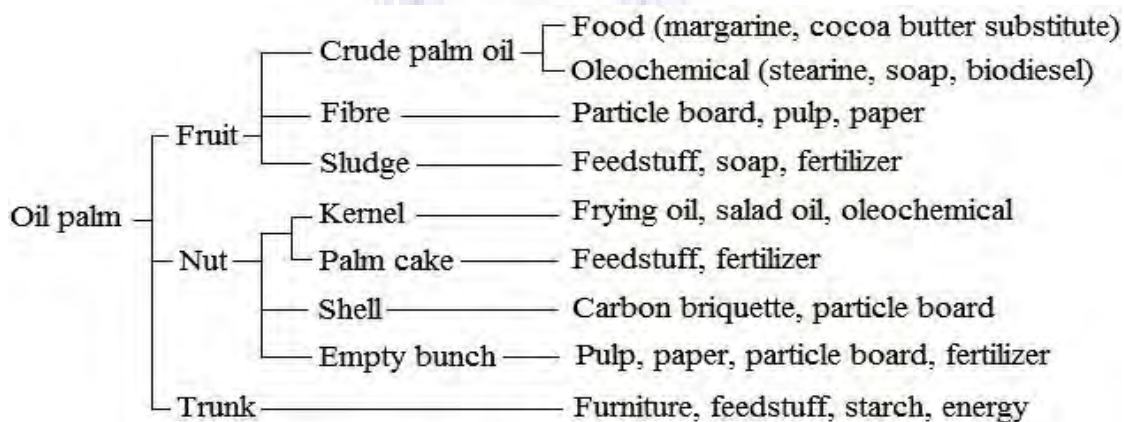 Food (margarine, cocoa butter substitute)
Crude palm oil
Oleochemical (stearine, soap, biodiesel)
Fibre Particle board, pulp, paper
Fruit
Sludge Feedstuff, soap, fertilizer
Oil palm
Kernel Frying oil, salad oil, oleochemical
Nut Palm cake Feedstuff, fertilizer
Shell Carbon briquette, particle board
Empty bunch Pulp, paper, particle board, fertilizer
Trunk Furniture, feedstuff, starch, energy